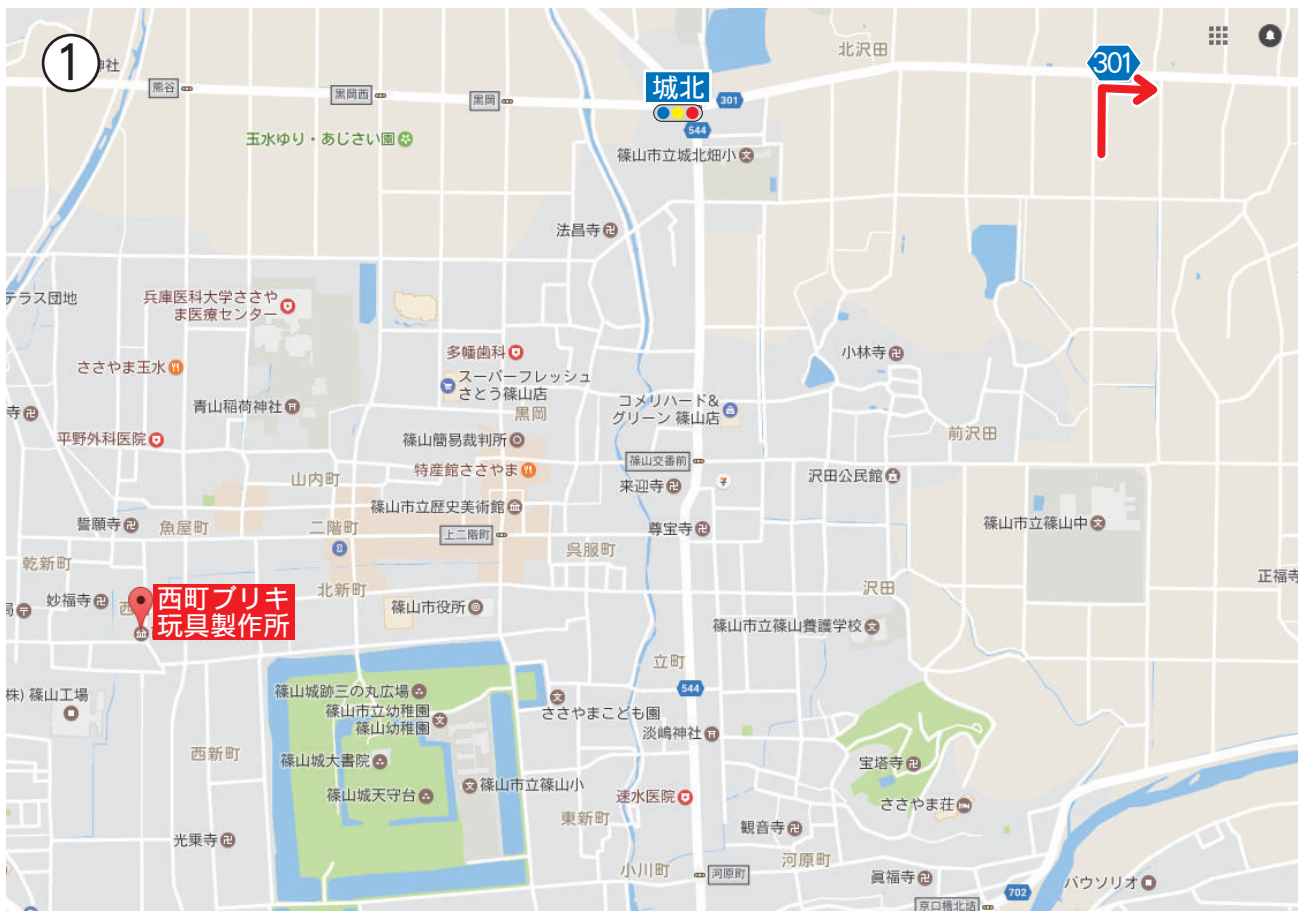 ①
神社
熊谷
黒岡西
黒岡
城北
301
544
北沢田
301
玉水ゆり・あじさい園
篠山市立城北畑小
法昌寺
テラス団地
兵庫医科大学ささや
ま医療センター
ささやま玉水
多幡歯科
スーパーフレッシュ
さとう篠山店
黒岡
小林寺
青山稲荷神社
寺
コメリハード&
グリーン 篠山店
平野外科医院
篠山簡易裁判所
前沢田
特産館ささやま
篠山交番前
山内町
来迎寺
沢田公民館
篠山市立歴史美術館
誓願寺
魚屋町
二階町
上二階町
尊宝寺
篠山市立篠山中
呉服町
乾新町
正福寺
北新町
沢田
妙福寺
西
西町ブリキ
玩具製作所
局
篠山市役所
篠山市立篠山養護学校
立町
544
株) 篠山工場
篠山城跡三の丸広場
篠山市立幼稚園
篠山幼稚園
ささやまこども園
淡嶋神社
西新町
篠山城大書院
宝塔寺
篠山城天守台
篠山市立篠山小
速水医院
ささやま荘
東新町
観音寺
光乗寺
小川町
河原町
河原町
眞福寺
702
バウソリオ
京口橋北詰